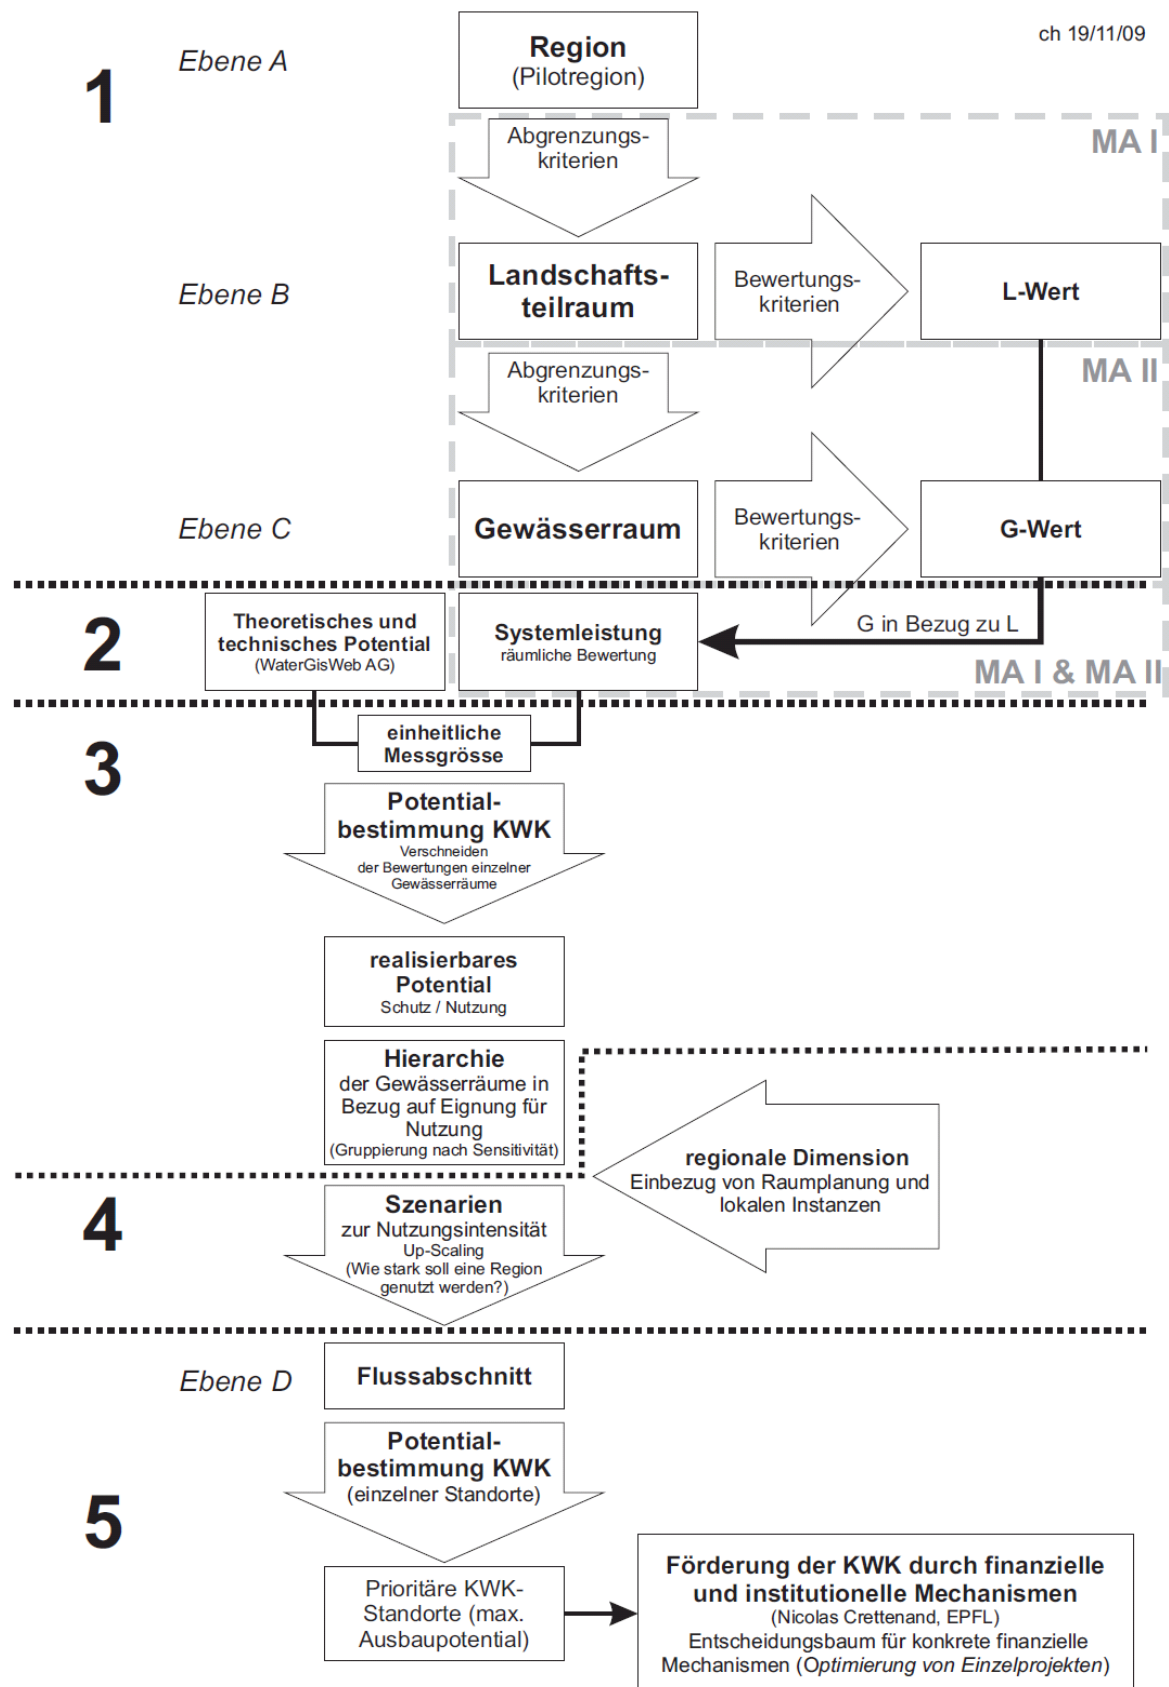 ch 19/11/09
1
Ebene A
Region
(Pilotregion)
Abgrenzungs-
kriterien
MA I
Ebene B
Landschafts-
teilraum
Bewertungs-
kriterien
L-Wert
Abgrenzungs-
kriterien
MA II
Ebene C
Gewässerraum
Bewertungs-
kriterien
G-Wert
2
Theoretisches und
technisches Potential
(WaterGisWeb AG)
Systemleistung
räumliche Bewertung
G in Bezug zu L
MA I & MA II
3
einheitliche
Messgrösse
Potential-
bestimmung KWK
Verschneiden
der Bewertungen einzelner
Gewässerräume
realisierbares
Potential
Schutz / Nutzung
Hierarchie
der Gewässerräume in
Bezug auf Eignung für
Nutzung
(Gruppierung nach Sensitivität)
regionale Dimension
Einbezug von Raumplanung und
lokalen Instanzen
4
Szenarien
zur Nutzungsintensität
Up-Scaling
(Wie stark soll eine Region
genutzt werden?)
Ebene D
Flussabschnitt
5
Potential-
bestimmung KWK
(einzelner Standorte)
Prioritäre KWK-
Standorte (max.
Ausbaupotential)
Förderung der KWK durch finanzielle
und institutionelle Mechanismen
(Nicolas Crettenand, EPFL)
Entscheidungsbaum für konkrete finanzielle
Mechanismen (Optimierung von Einzelprojekten)